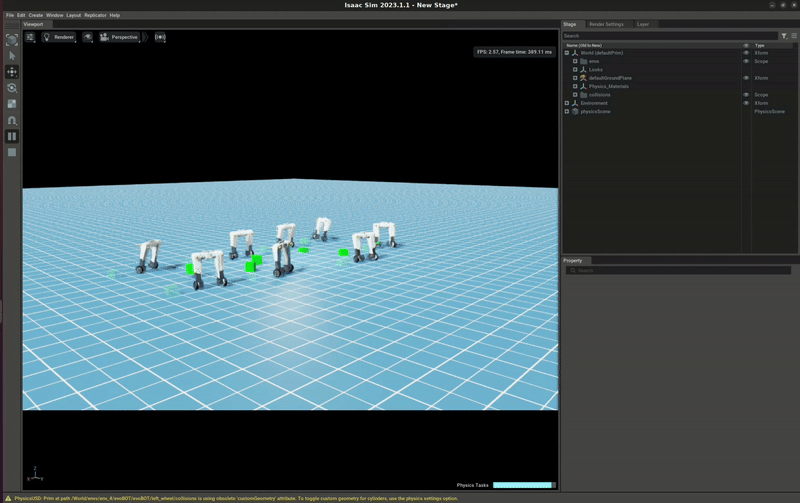 Isaac Sim 2023.1.1 - New Stage*
File Edit Create Window Layout Replicator Help
Viewport
Renderer
Perspective
FPS: 2.57, Frame time: 389.11 ms
Stage
Render Settings
Layer
Search
Name (Old to New)
Type
World (defaultPrim)
Xform
envs
Scope
Looks
defaultGroundPlane
Xform
Physics_Materials
collisions
Scope
Environment
Xform
physicsScene
PhysicsScene
Property
Search
Z
X
Y
Physics Tasks
PhysicsUSD: Prim at path /World/envs/env_4/evoBOT/evoBOT/left_wheel/collisions is using obsolete 'customGeometry' attribute. To toggle custom geometry for cylinders, use the physics settings option.